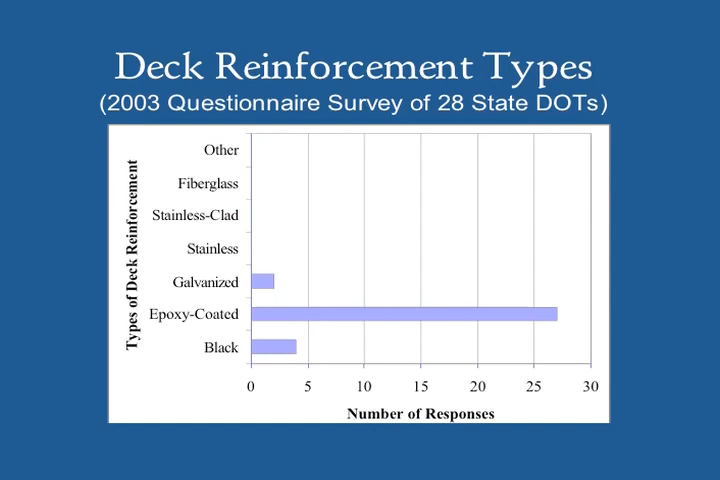 Deck Reinforcement Types
(2003 Questionnaire Survey of 28 State DOTs)
Types of Deck Reinforcement
Other
Fiberglass
Stainless-Clad
Stainless
Galvanized
Epoxy-Coated
Black
0 5 10 15 20 25 30
Number of Responses